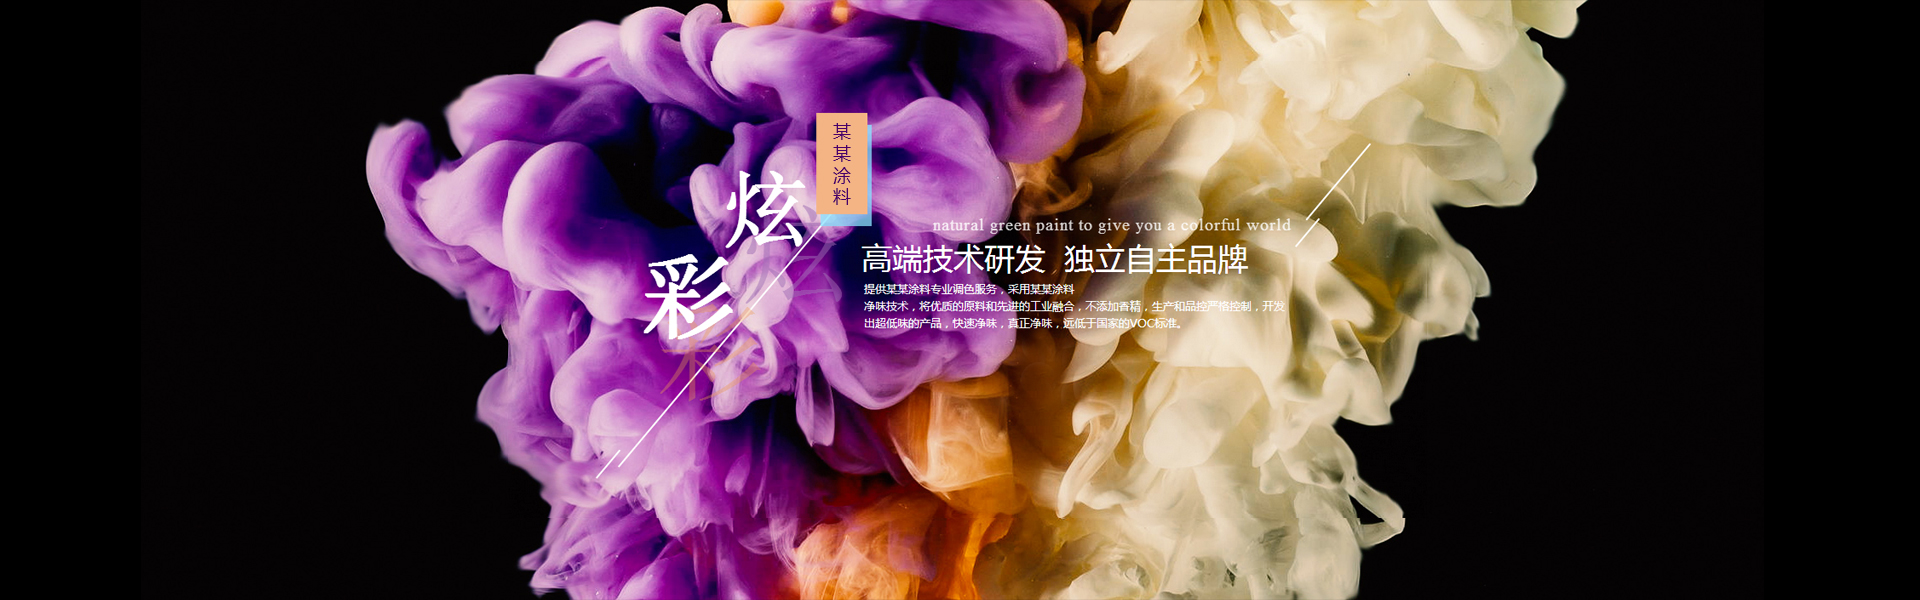 某某涂料
炫彩
natural green paint to give you a colorful world
高端技术研发 独立自主品牌
提供某某涂料专业调色服务，采用某某涂料
净味技术，将优质的原料和先进的工业融合，不添加香精，生产和品控严格控制，开发
出超低味的产品，快速净味，真正净味，远低于国家的VOC标准。